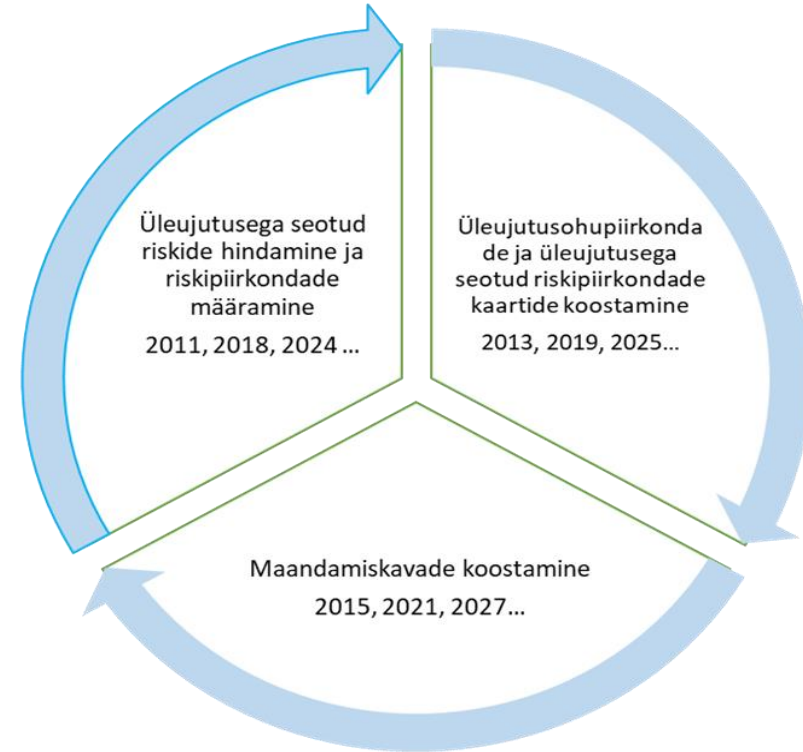 Üleujutusega seotud
riskide hindamine ja
riskipiirkondade
määramine
2011, 2018, 2024 ...
Üleujutusohupiirkonda
de ja üleujutusega
seotud riskipiirkondade
kaartide koostamine
2013, 2019, 2025...
Maandamiskavade koostamine
2015, 2021, 2027...